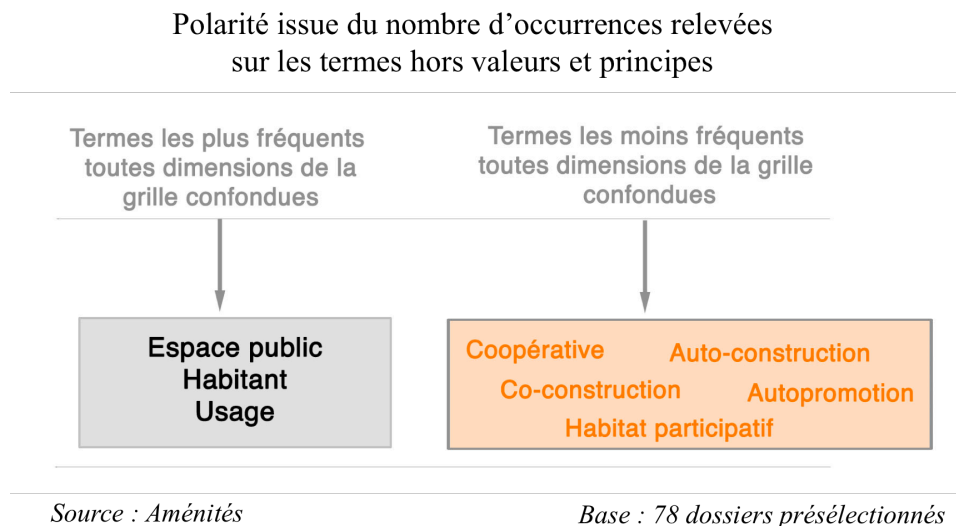 Polarité issue du nombre d’occurrences relevées
sur les termes hors valeurs et principes
Termes les plus fréquents
toutes dimensions de la
grille confondues
Termes les moins fréquents
toutes dimensions de la grille
confondues
Espace public
Habitant
Usage
Coopérative
Auto-construction
Co-construction
Autopromotion
Habitat participatif
Source : Aménités
Base : 78 dossiers présélectionnés